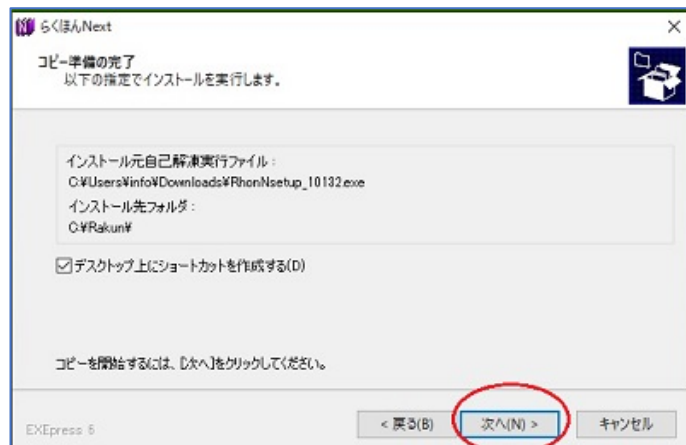 らくほんNext
コピー準備の完了
以下の指定でインストールを実行します。
インストール元自己解凍実行ファイル：
C:¥Users¥info¥Downloads¥RhonNsetup_10132.exe
インストール先フォルダ：
C:¥Rakun¥
デスクトップ上にショートカットを作成する(D)
コピーを開始するには、[次へ]をクリックしてください。
EXEpress 6
< 戻る(B)
次へ(N) >
キャンセル